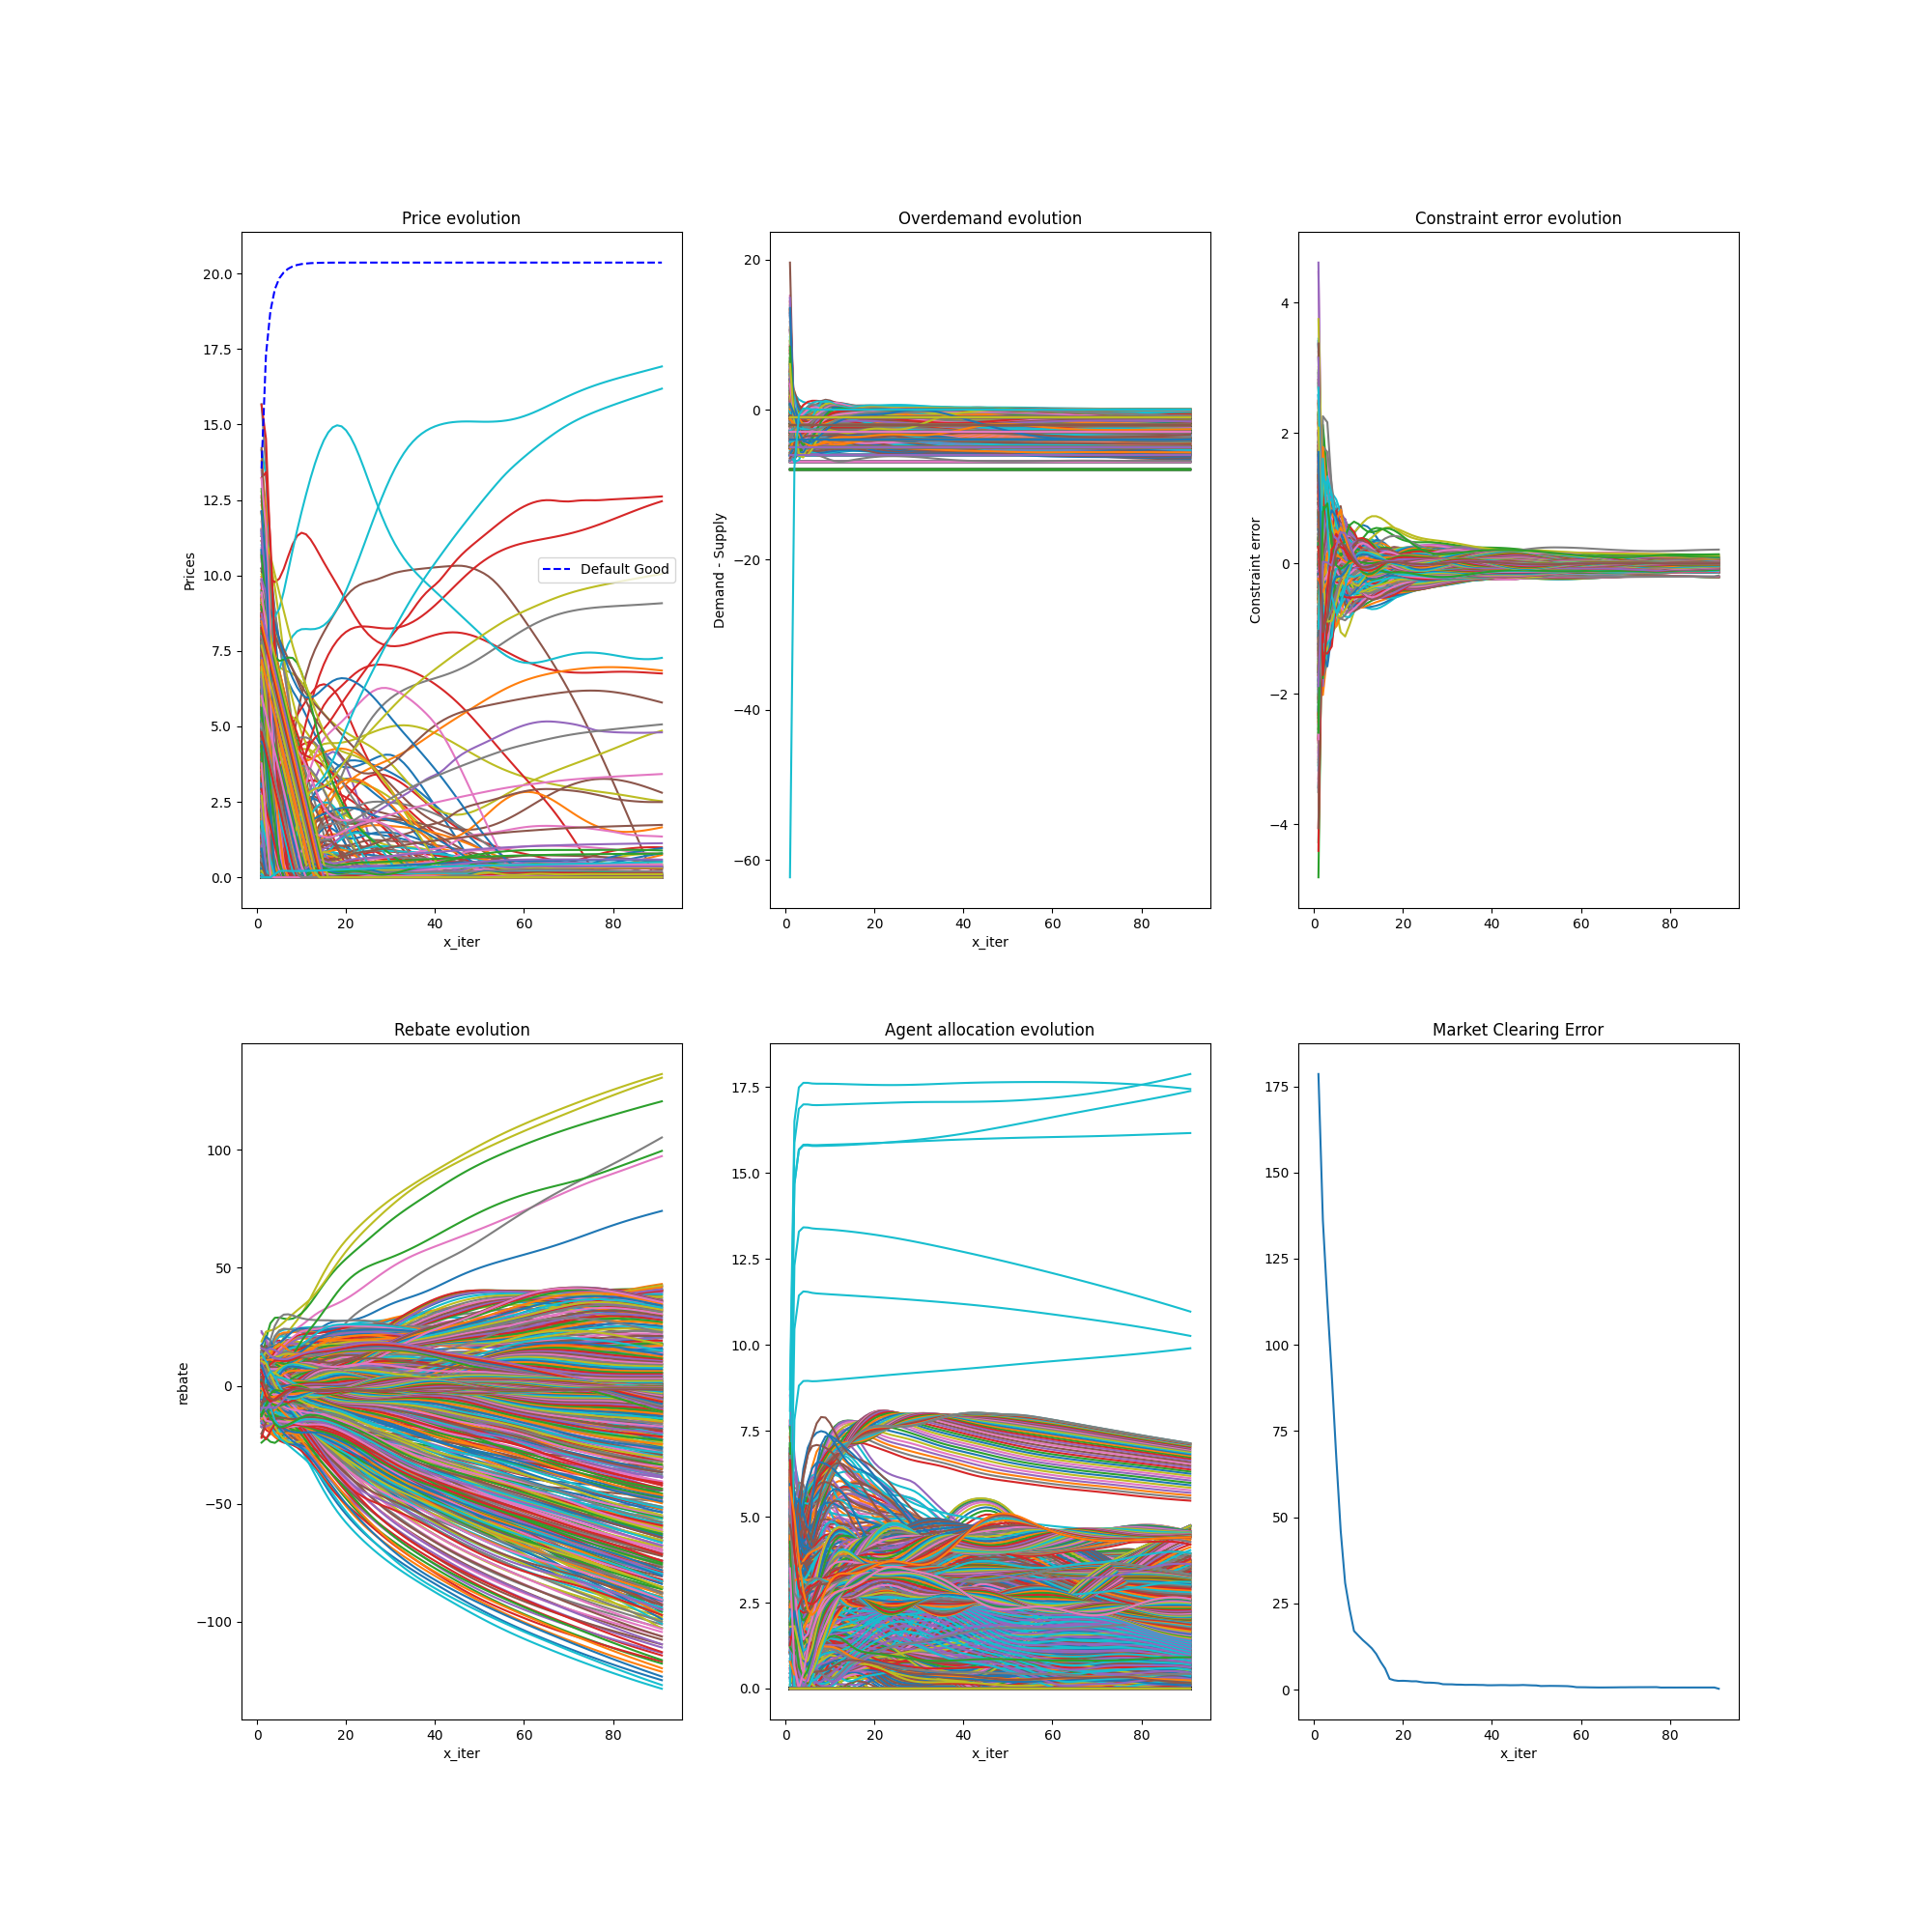 Price evolution
Prices
20.0
17.5
15.0
12.5
10.0
7.5
5.0
2.5
0.0
Default Good
0 20 40 60 80
x_iter
Overdemand evolution
Demand - Supply
20
0
−20
−40
−60
0 20 40 60 80
x_iter
Constraint error evolution
Constraint error
4
2
0
−2
−4
0 20 40 60 80
Rebate evolution
rebate
100
50
0
−50
−100
0 20 40 60 80
x_iter
Agent allocation evolution
17.5
15.0
12.5
10.0
7.5
5.0
2.5
0.0
0 20 40 60 80
x_iter
Market Clearing Error
175
150
125
100
75
50
25
0
0 20 40 60 80
x_iter